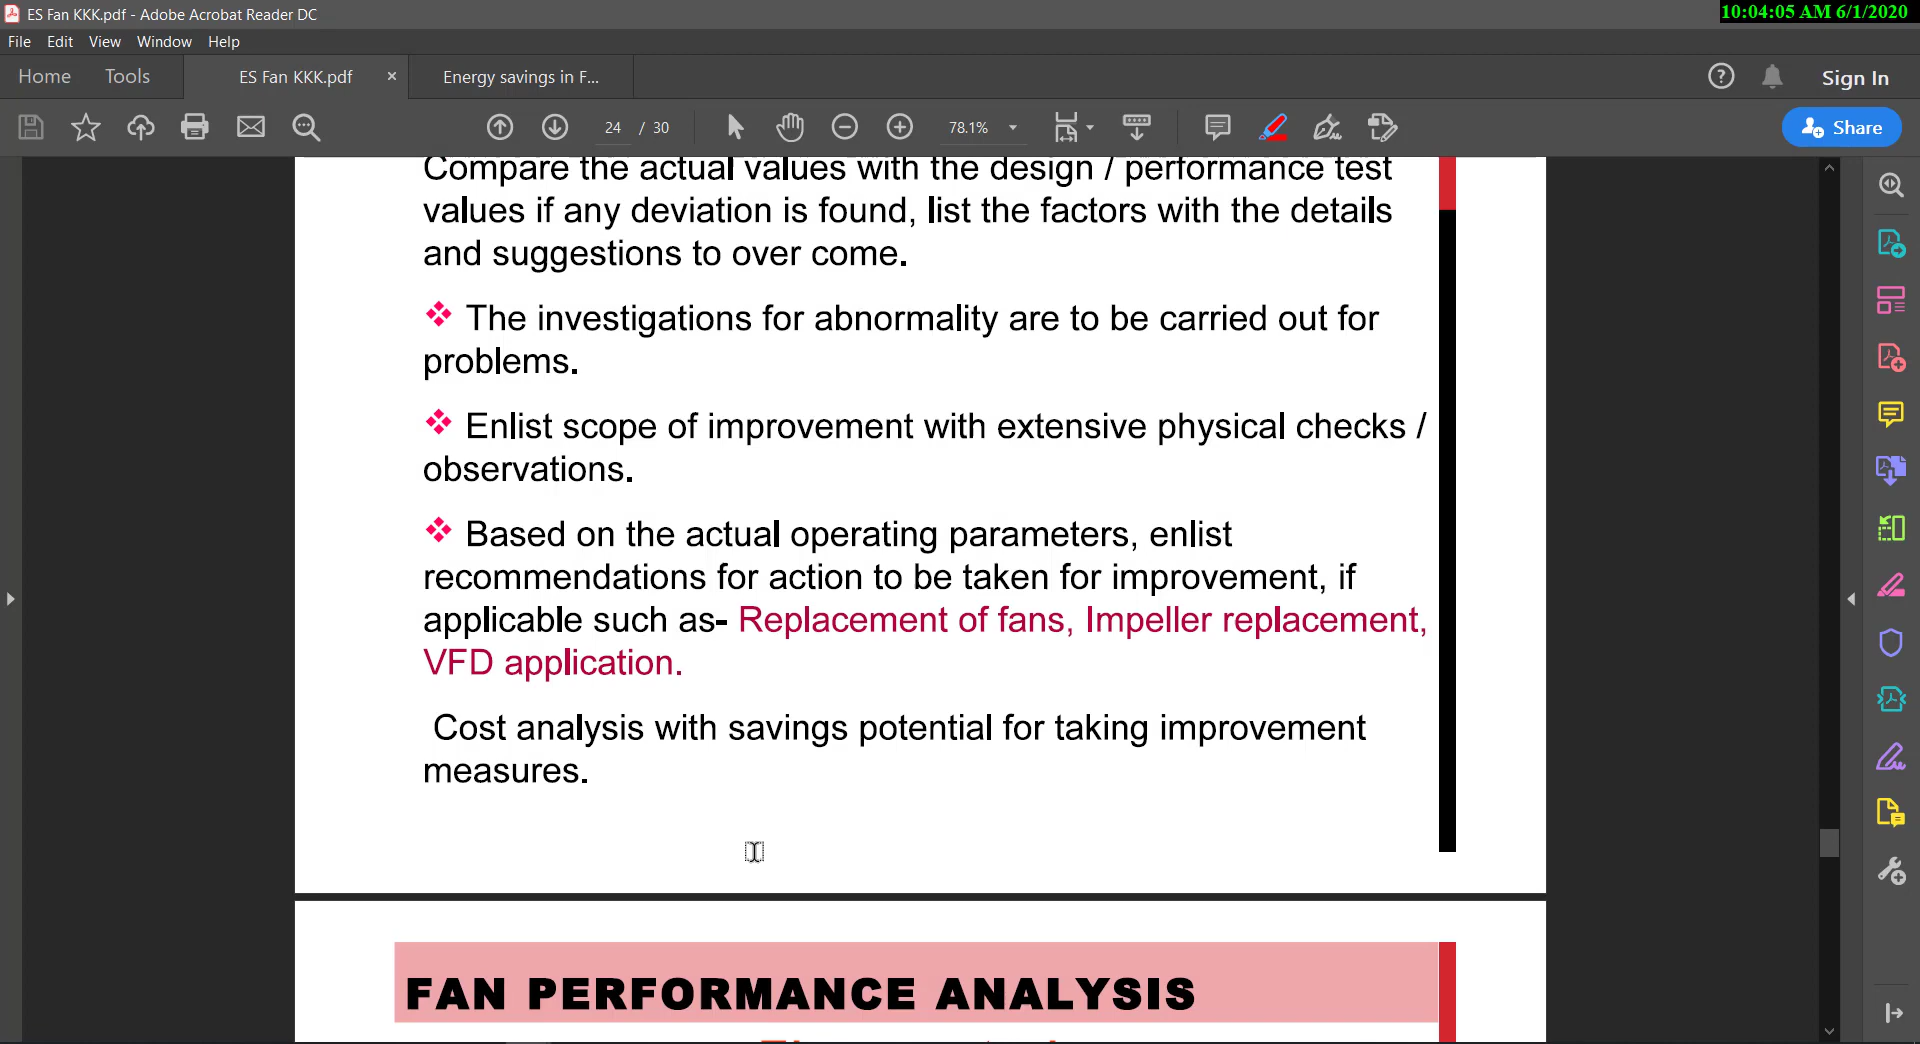 ES Fan KKK.pdf - Adobe Acrobat Reader DC
10:04:05 AM 6/1/2020
File Edit View Window Help
Home Tools ES Fan KKK.pdf × Energy savings in F... Sign In
24 / 30 78.1% Share
Compare the actual values with the design / performance test
values if any deviation is found, list the factors with the details
and suggestions to over come.
❖ The investigations for abnormality are to be carried out for
problems.
❖ Enlist scope of improvement with extensive physical checks /
observations.
❖ Based on the actual operating parameters, enlist
recommendations for action to be taken for improvement, if
applicable such as- Replacement of fans, Impeller replacement,
VFD application.
Cost analysis with savings potential for taking improvement
measures.
FAN PERFORMANCE ANALYSIS